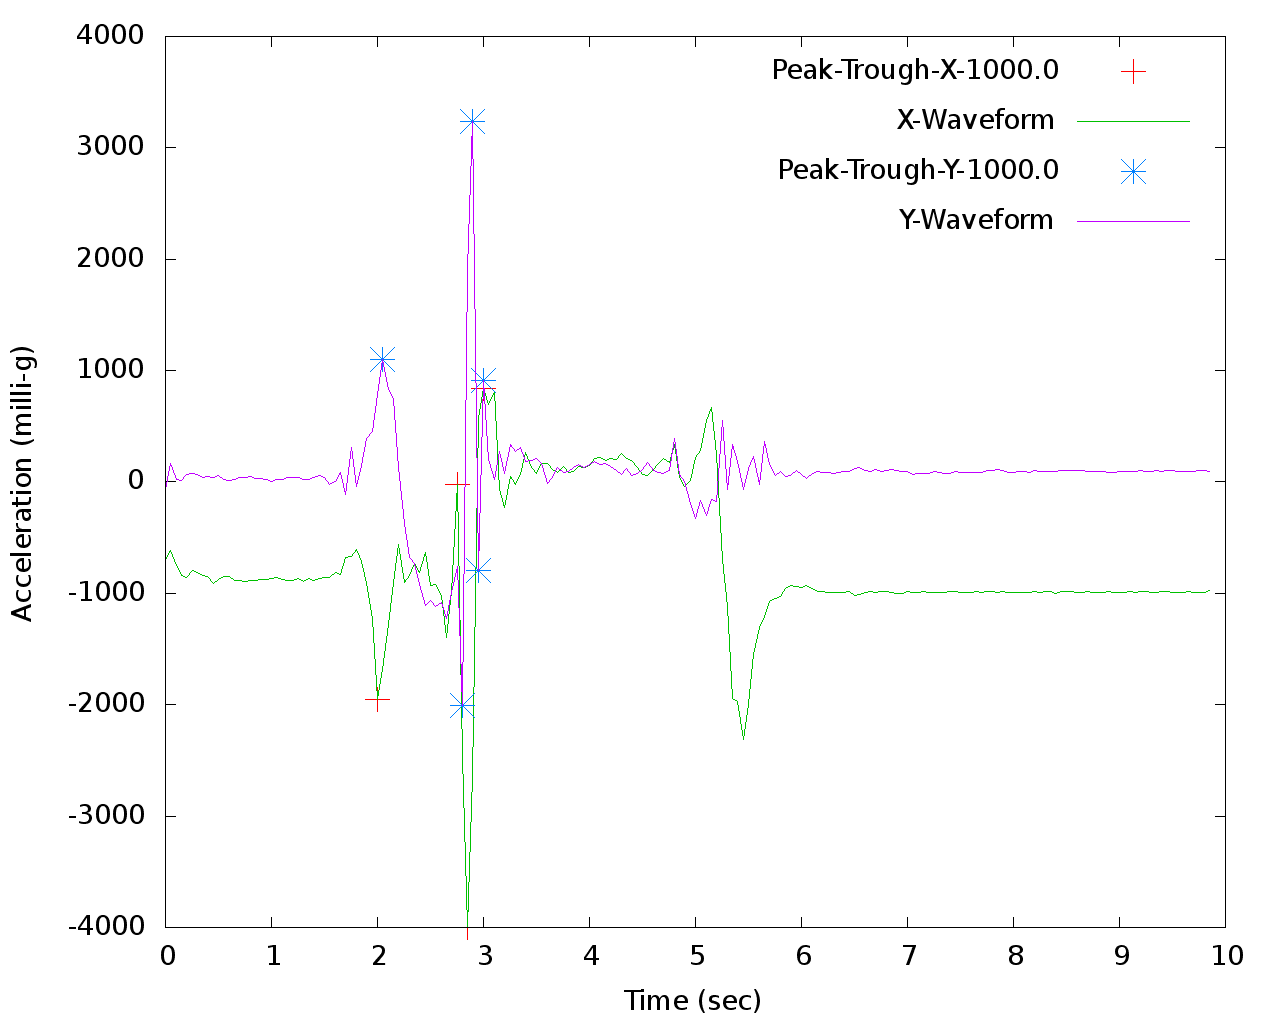 4000
3000
2000
1000
0
-1000
-2000
-3000
-4000
0 1 2 3 4 5 6 7 8 9 10
Acceleration (milli-g)
Time (sec)
Peak-Trough-X-1000.0
X-Waveform
Peak-Trough-Y-1000.0
Y-Waveform